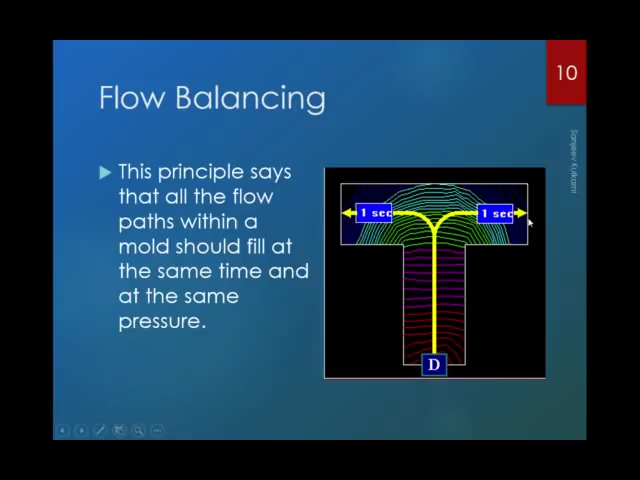 10
Flow Balancing
Sanjeev Kulkarni
This principle says
that all the flow
paths within a
mold should fill at
the same time and
at the same
pressure.
1 sec
1 sec
D